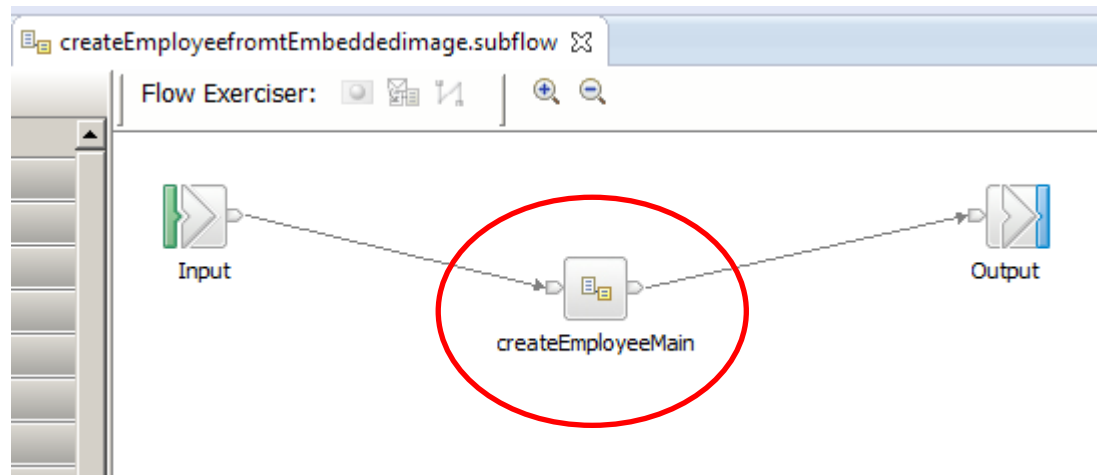 createEmployeefromtEmbeddedimage.subflow
Flow Exerciser:
Input
Output
createEmployeeMain